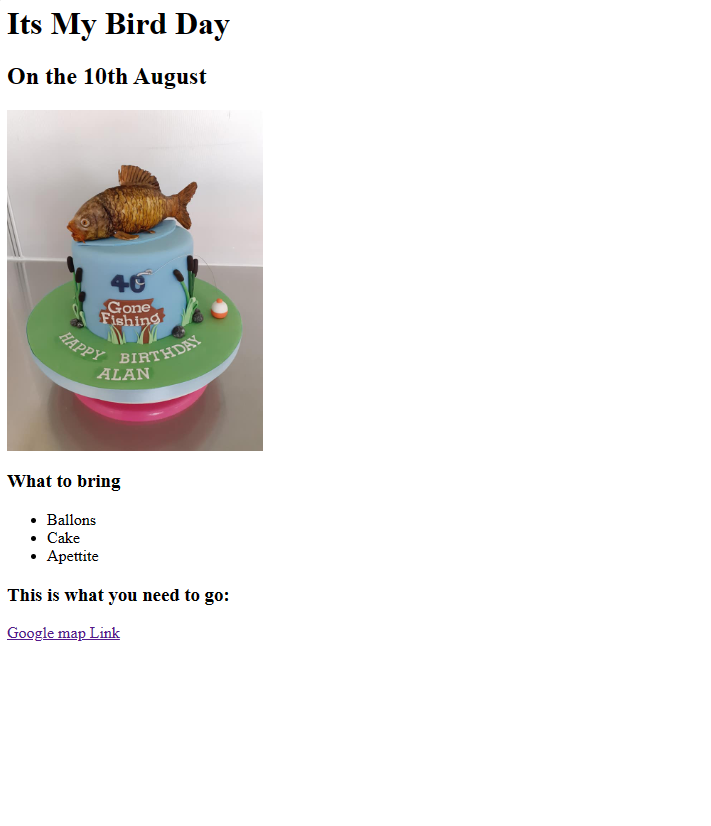 Its My Bird Day
On the 10th August
40
Gone
Fishing
HAPPY BIRTHDAY
ALAN
What to bring
Ballons
Cake
Apettite
This is what you need to go:
Google map Link